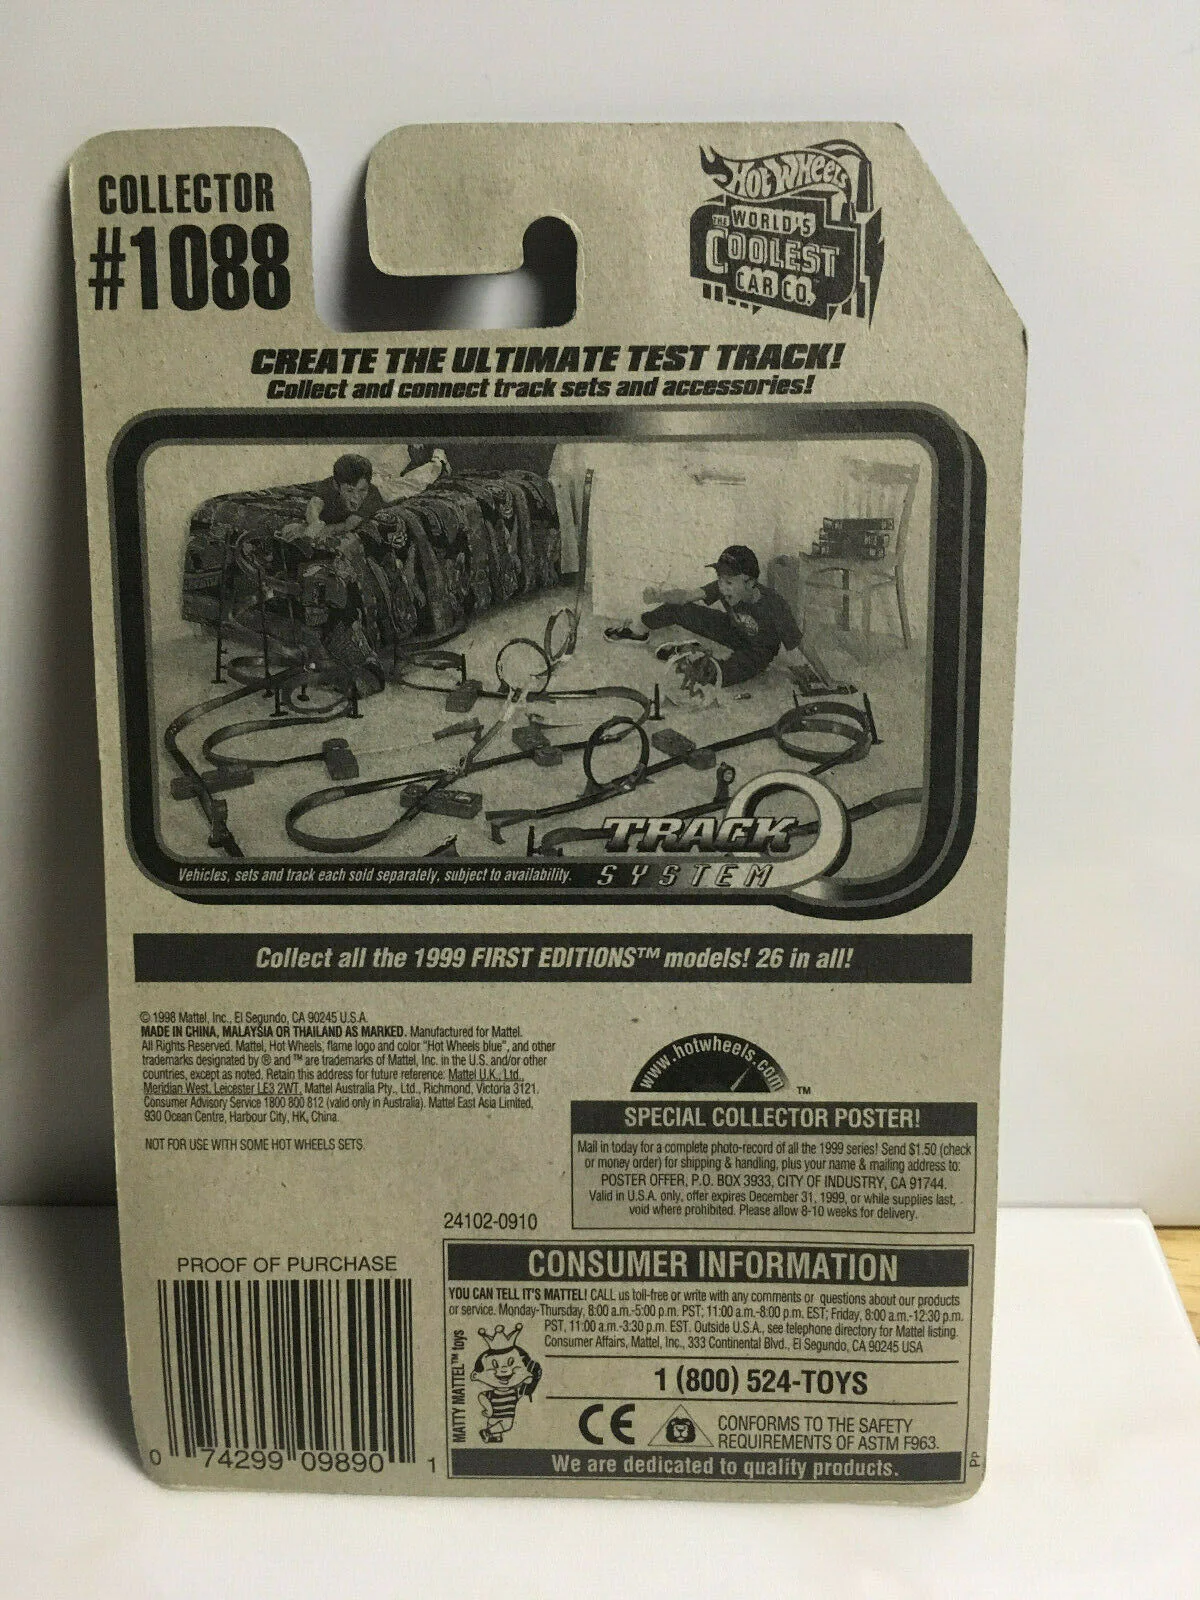 COLLECTOR
#1088
HOT WHEELS
THE WORLD'S
COOLEST
CAR CO.™
CREATE THE ULTIMATE TEST TRACK!
Collect and connect track sets and accessories!
TRACK
SYSTEM
Vehicles, sets and track each sold separately, subject to availability.
Collect all the 1999 FIRST EDITIONS™ models! 26 in all!
© 1998 Mattel, Inc., El Segundo, CA 90245 U.S.A.
MADE IN CHINA, MALAYSIA OR THAILAND AS MARKED. Manufactured for Mattel.
All Rights Reserved. Mattel, Hot Wheels, flame logo and color "Hot Wheels blue", and other
trademarks designated by ® and ™ are trademarks of Mattel, Inc. in the U.S. and/or other
countries, except as noted. Retain this address for future reference: Mattel U.K., Ltd.,
Meridian West, Leicester LE3 2WT, Mattel Australia Pty., Ltd., Richmond, Victoria 3121.
Consumer Advisory Service 1800 800 812 (valid only in Australia). Mattel East Asia Limited,
930 Ocean Centre, Harbour City, HK, China.
NOT FOR USE WITH SOME HOT WHEELS SETS.
www.hotwheels.com
™
SPECIAL COLLECTOR POSTER!
Mail in today for a complete photo-record of all the 1999 series! Send $1.50 (check
or money order) for shipping & handling, plus your name & mailing address to:
POSTER OFFER, P.O. BOX 3933, CITY OF INDUSTRY, CA 91744.
Valid in U.S.A. only, offer expires December 31, 1999, or while supplies last,
void where prohibited. Please allow 8-10 weeks for delivery.
24102-0910
PROOF OF PURCHASE
0 74299 09890 1
CONSUMER INFORMATION
YOU CAN TELL IT'S MATTEL! CALL us toll-free or write with any comments or questions about our products
or service. Monday-Thursday, 8:00 a.m.-5:00 p.m. PST; 11:00 a.m.-8:00 p.m. EST; Friday, 8:00 a.m.-12:30 p.m.
PST, 11:00 a.m.-3:30 p.m. EST. Outside U.S.A., see telephone directory for Mattel listing.
Consumer Affairs, Mattel, Inc., 333 Continental Blvd., El Segundo, CA 90245 USA
MATTY MATTEL™ toys
1 (800) 524-TOYS
CE
CONFORMS TO THE SAFETY
REQUIREMENTS OF ASTM F963.
We are dedicated to quality products.
PP